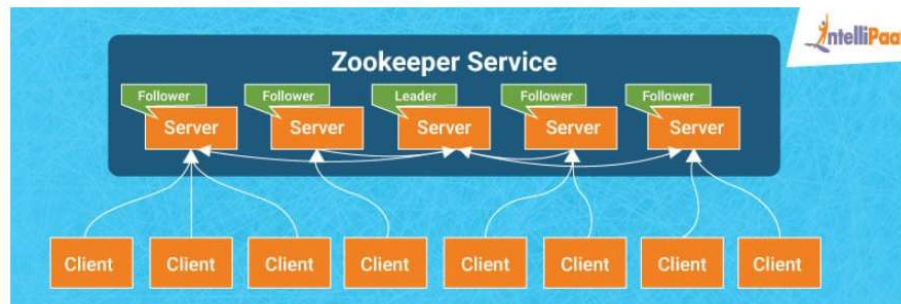 IntelliPaa
Zookeeper Service
Follower Follower Leader Follower Follower
Server Server Server Server Server
Client Client Client Client Client Client Client Client